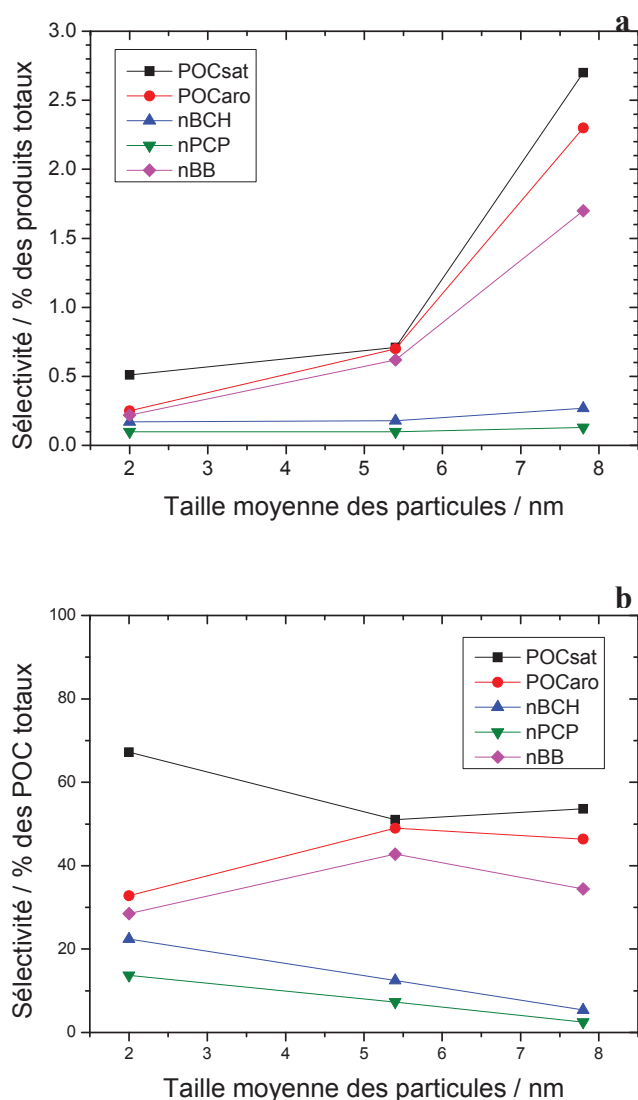 a
3.0
2.5
2.0
1.5
1.0
0.5
0.0
Sélectivité / % des produits totaux
POCsat
POCaro
nBCH
nPCP
nBB
2 3 4 5 6 7 8
Taille moyenne des particules / nm
b
100
80
60
40
20
0
Sélectivité / % des POC totaux
POCsat
POCaro
nBCH
nPCP
nBB
2 3 4 5 6 7 8
Taille moyenne des particules / nm